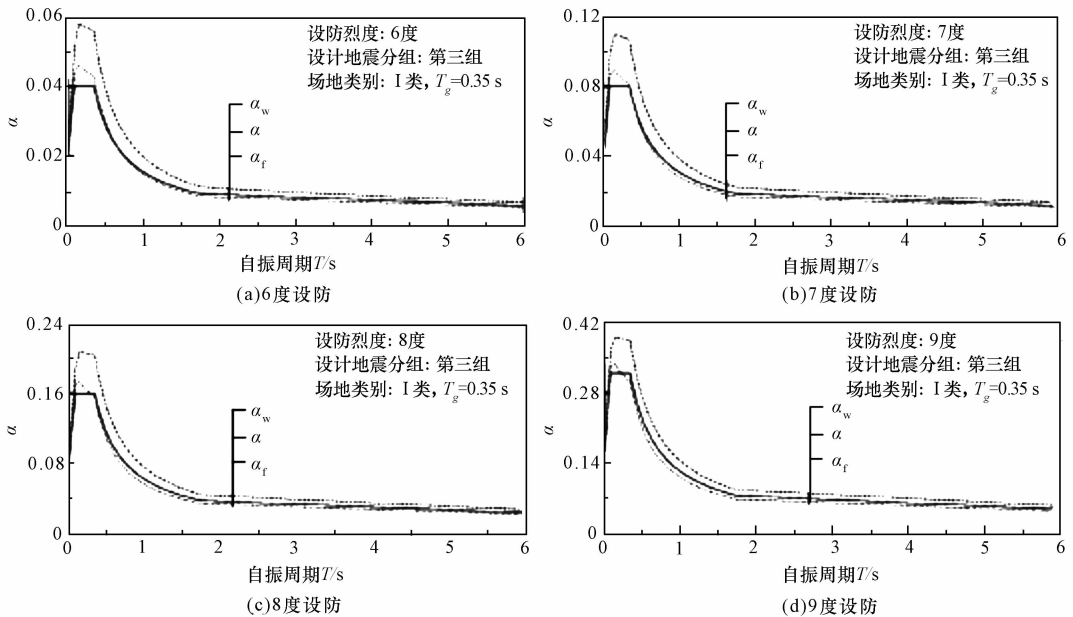 0.06
0.04
0.02
0
α
设防烈度: 6度
设计地震分组: 第三组
场地类别: Ⅰ类, Tg=0.35 s
αw
α
αf
0 1 2 3 4 5 6
自振周期T/s
(a)6度设防
0.12
0.08
0.04
0
α
设防烈度: 7度
设计地震分组: 第三组
场地类别: Ⅰ类, Tg=0.35 s
αw
α
αf
0 1 2 3 4 5 6
自振周期T/s
(b)7度设防
0.24
0.16
0.08
0
α
设防烈度: 8度
设计地震分组: 第三组
场地类别: Ⅰ类, Tg=0.35 s
αw
α
αf
0 1 2 3 4 5 6
自振周期T/s
(c)8度设防
0.42
0.28
0.14
0
α
设防烈度: 9度
设计地震分组: 第三组
场地类别: Ⅰ类, Tg=0.35 s
αw
α
αf
0 1 2 3 4 5 6
自振周期T/s
(d)9度设防